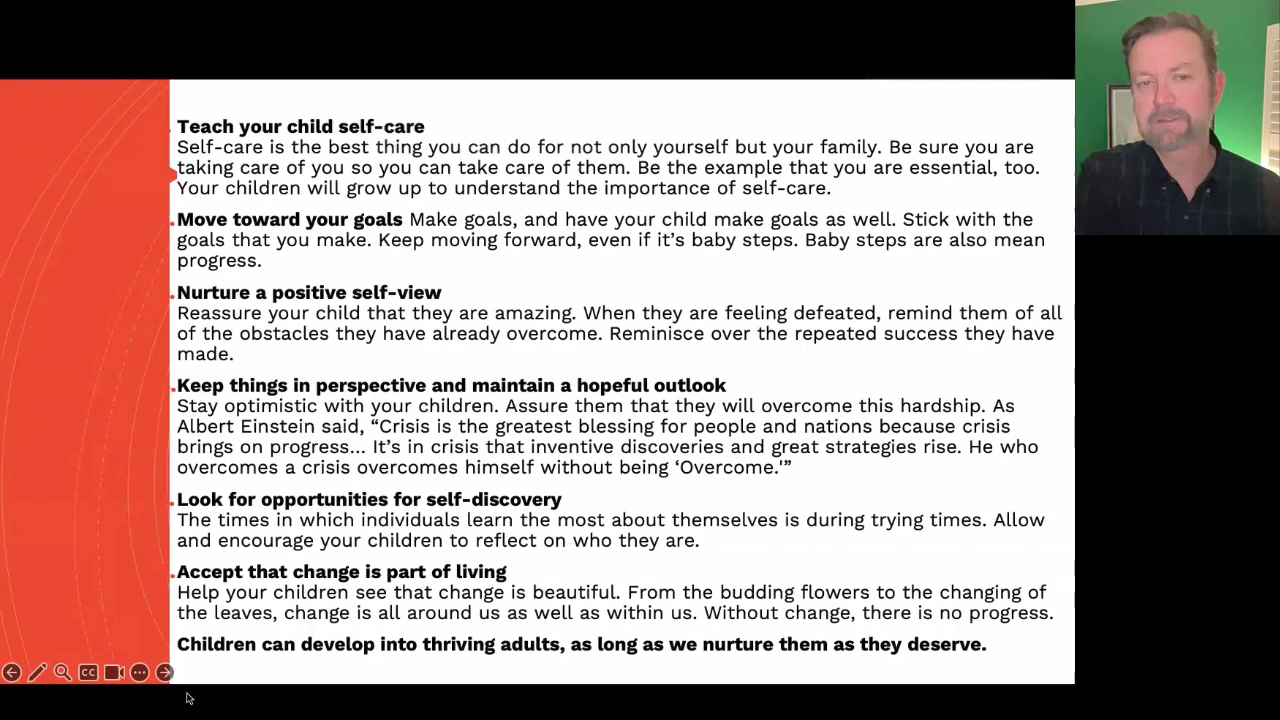 Teach your child self-care
Self-care is the best thing you can do for not only yourself but your family. Be sure you are
taking care of you so you can take care of them. Be the example that you are essential, too.
Your children will grow up to understand the importance of self-care.
Move toward your goals Make goals, and have your child make goals as well. Stick with the
goals that you make. Keep moving forward, even if it’s baby steps. Baby steps are also mean
progress.
Nurture a positive self-view
Reassure your child that they are amazing. When they are feeling defeated, remind them of all
of the obstacles they have already overcome. Reminisce over the repeated success they have
made.
Keep things in perspective and maintain a hopeful outlook
Stay optimistic with your children. Assure them that they will overcome this hardship. As
Albert Einstein said, “Crisis is the greatest blessing for people and nations because crisis
brings on progress... It’s in crisis that inventive discoveries and great strategies rise. He who
overcomes a crisis overcomes himself without being ‘Overcome.'”
Look for opportunities for self-discovery
The times in which individuals learn the most about themselves is during trying times. Allow
and encourage your children to reflect on who they are.
Accept that change is part of living
Help your children see that change is beautiful. From the budding flowers to the changing of
the leaves, change is all around us as well as within us. Without change, there is no progress.
Children can develop into thriving adults, as long as we nurture them as they deserve.
CC